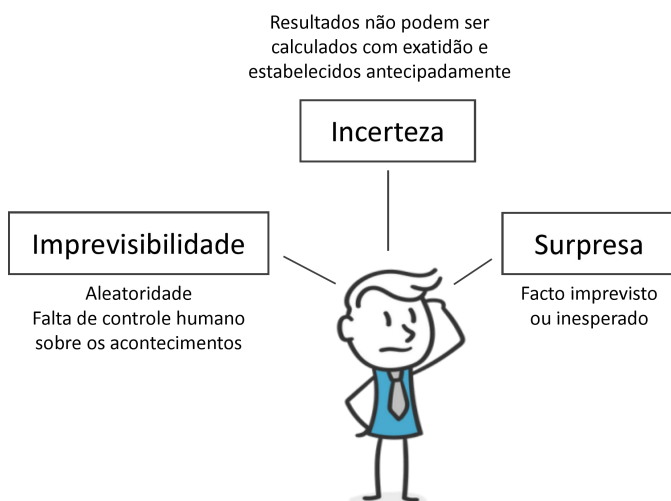 Resultados não podem ser
calculados com exatidão e
estabelecidos antecipadamente
Incerteza
Imprevisibilidade
Aleatoridade
Falta de controle humano
sobre os acontecimentos
Surpresa
Facto imprevisto
ou inesperado